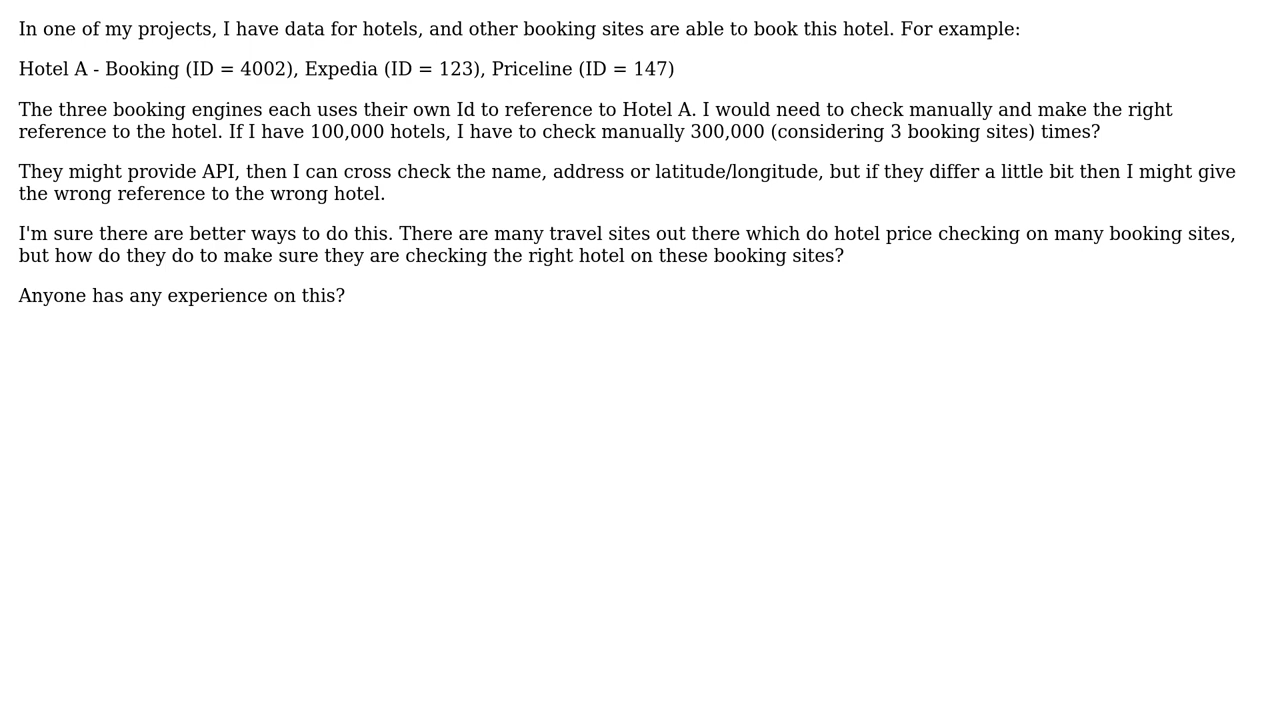 In one of my projects, I have data for hotels, and other booking sites are able to book this hotel. For example:
Hotel A - Booking (ID = 4002), Expedia (ID = 123), Priceline (ID = 147)
The three booking engines each uses their own Id to reference to Hotel A. I would need to check manually and make the right
reference to the hotel. If I have 100,000 hotels, I have to check manually 300,000 (considering 3 booking sites) times?
They might provide API, then I can cross check the name, address or latitude/longitude, but if they differ a little bit then I might give
the wrong reference to the wrong hotel.
I'm sure there are better ways to do this. There are many travel sites out there which do hotel price checking on many booking sites,
but how do they do to make sure they are checking the right hotel on these booking sites?
Anyone has any experience on this?